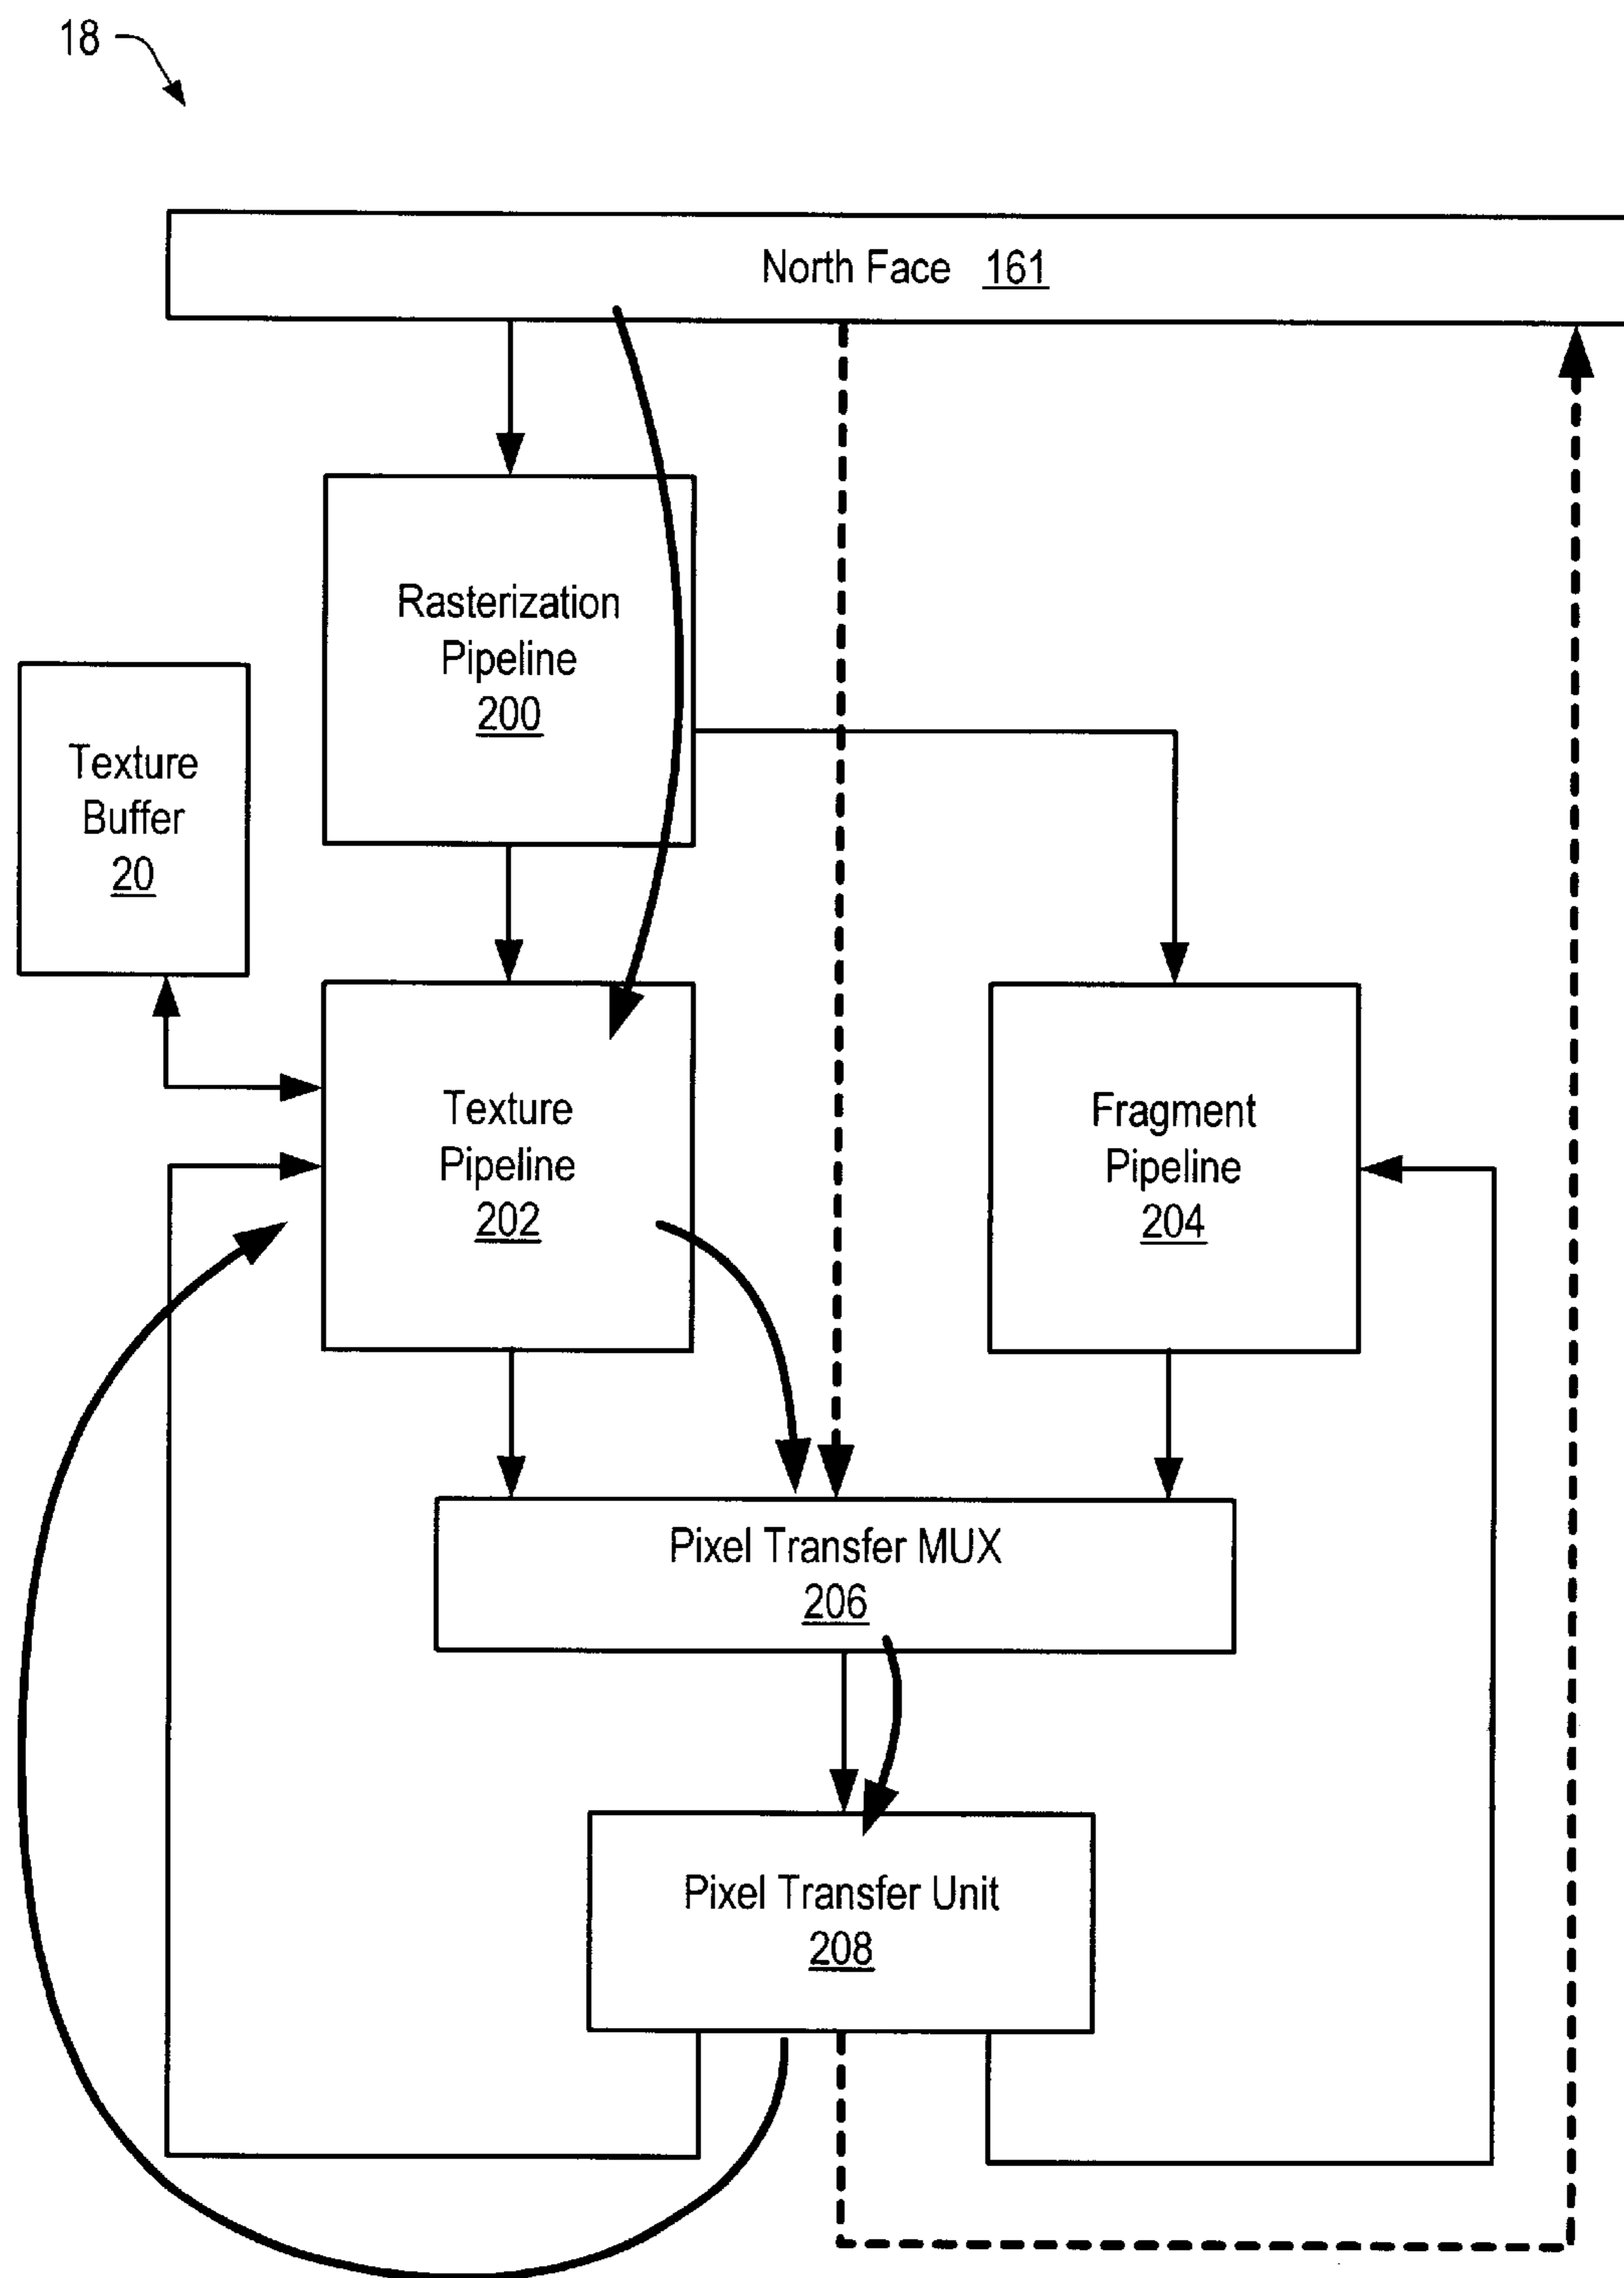 18
North Face 161
Rasterization
Pipeline
200
Texture
Buffer
20
Texture
Pipeline
202
Fragment
Pipeline
204
Pixel Transfer MUX
206
Pixel Transfer Unit
208